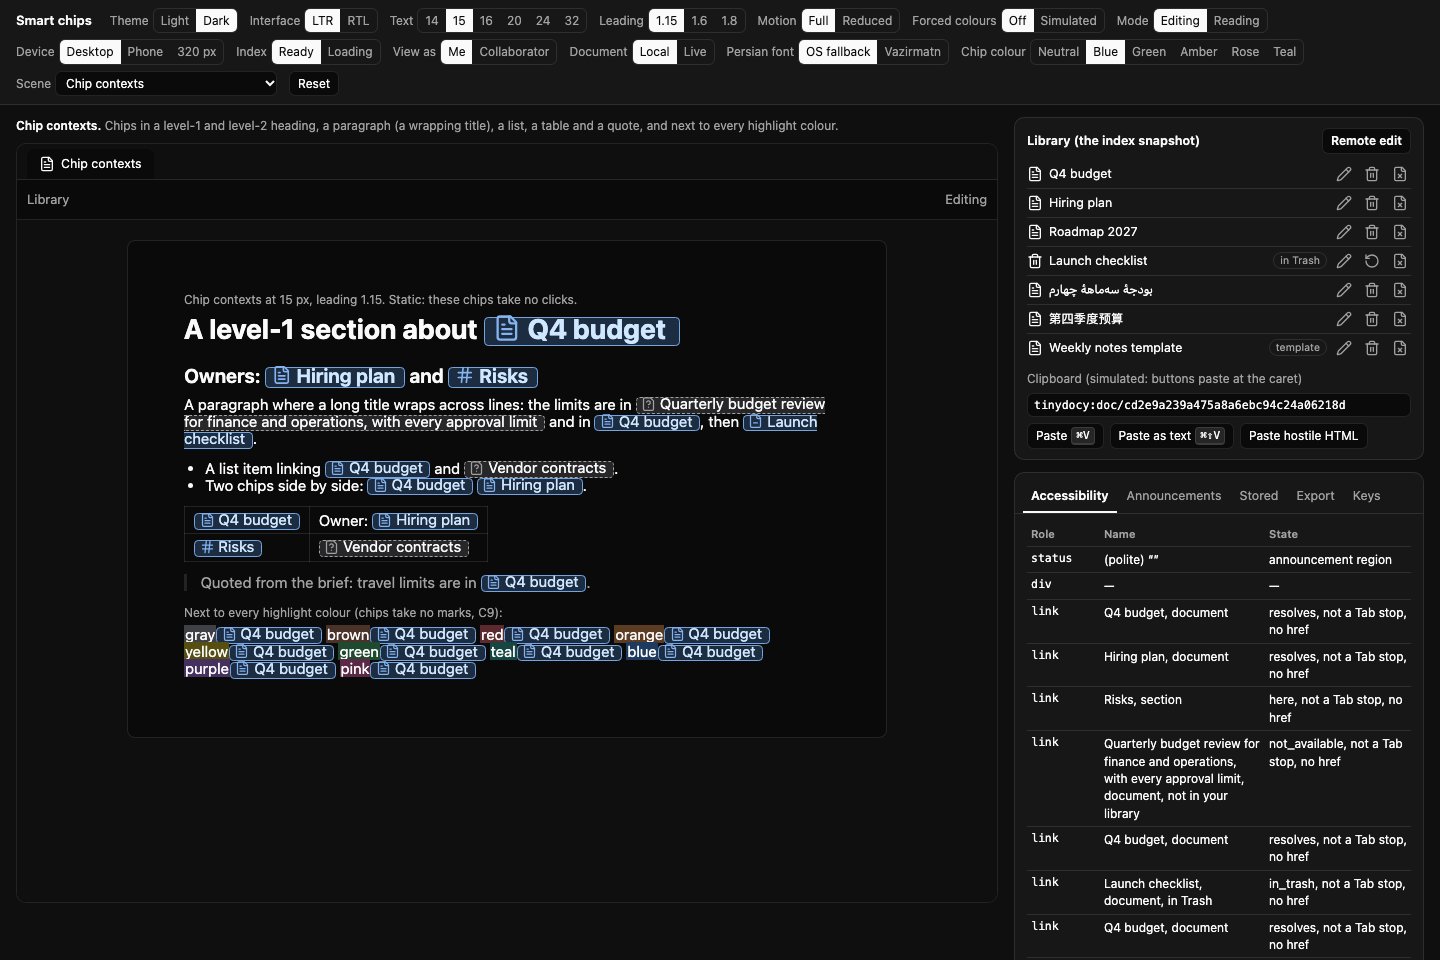 Smart chips Theme Light Dark Interface LTR RTL Text 14 15 16 20 24 32 Leading 1.15 1.6 1.8 Motion Full Reduced Forced colours Off Simulated Mode Editing Reading
Device Desktop Phone 320 px Index Ready Loading View as Me Collaborator Document Local Live Persian font OS fallback Vazirmatn Chip colour Neutral Blue Green Amber Rose Teal
Scene Chip contexts Reset
Chip contexts. Chips in a level-1 and level-2 heading, a paragraph (a wrapping title), a list, a table and a quote, and next to every highlight colour.
Chip contexts
Library Editing
Chip contexts at 15 px, leading 1.15. Static: these chips take no clicks.
A level-1 section about Q4 budget
Owners: Hiring plan and # Risks
A paragraph where a long title wraps across lines: the limits are in Quarterly budget review
for finance and operations, with every approval limit and in Q4 budget, then Launch
checklist.
• A list item linking Q4 budget and Vendor contracts.
• Two chips side by side: Q4 budget Hiring plan.
Q4 budget Owner: Hiring plan
# Risks Vendor contracts
Quoted from the brief: travel limits are in Q4 budget.
Next to every highlight colour (chips take no marks, C9):
gray Q4 budget brown Q4 budget red Q4 budget orange Q4 budget
yellow Q4 budget green Q4 budget teal Q4 budget blue Q4 budget
purple Q4 budget pink Q4 budget
Library (the index snapshot) Remote edit
Q4 budget
Hiring plan
Roadmap 2027
Launch checklist in Trash
بودجهٔ سه‌ماههٔ چهارم
第四季度预算
Weekly notes template template
Clipboard (simulated: buttons paste at the caret)
tinydocy:doc/cd2e9a239a475a8a6ebc94c24a06218d
Paste ⌘V Paste as text ⌘⇧V Paste hostile HTML
Accessibility Announcements Stored Export Keys
Role Name State
status (polite) "" announcement region
div — —
link Q4 budget, document resolves, not a Tab stop,
no href
link Hiring plan, document resolves, not a Tab stop,
no href
link Risks, section here, not a Tab stop, no
href
link Quarterly budget review for not_available, not a Tab
finance and operations, stop, no href
with every approval limit,
document, not in your
library
link Q4 budget, document resolves, not a Tab stop,
no href
link Launch checklist, in_trash, not a Tab stop,
document, in Trash no href
link Q4 budget, document resolves, not a Tab stop,
no href